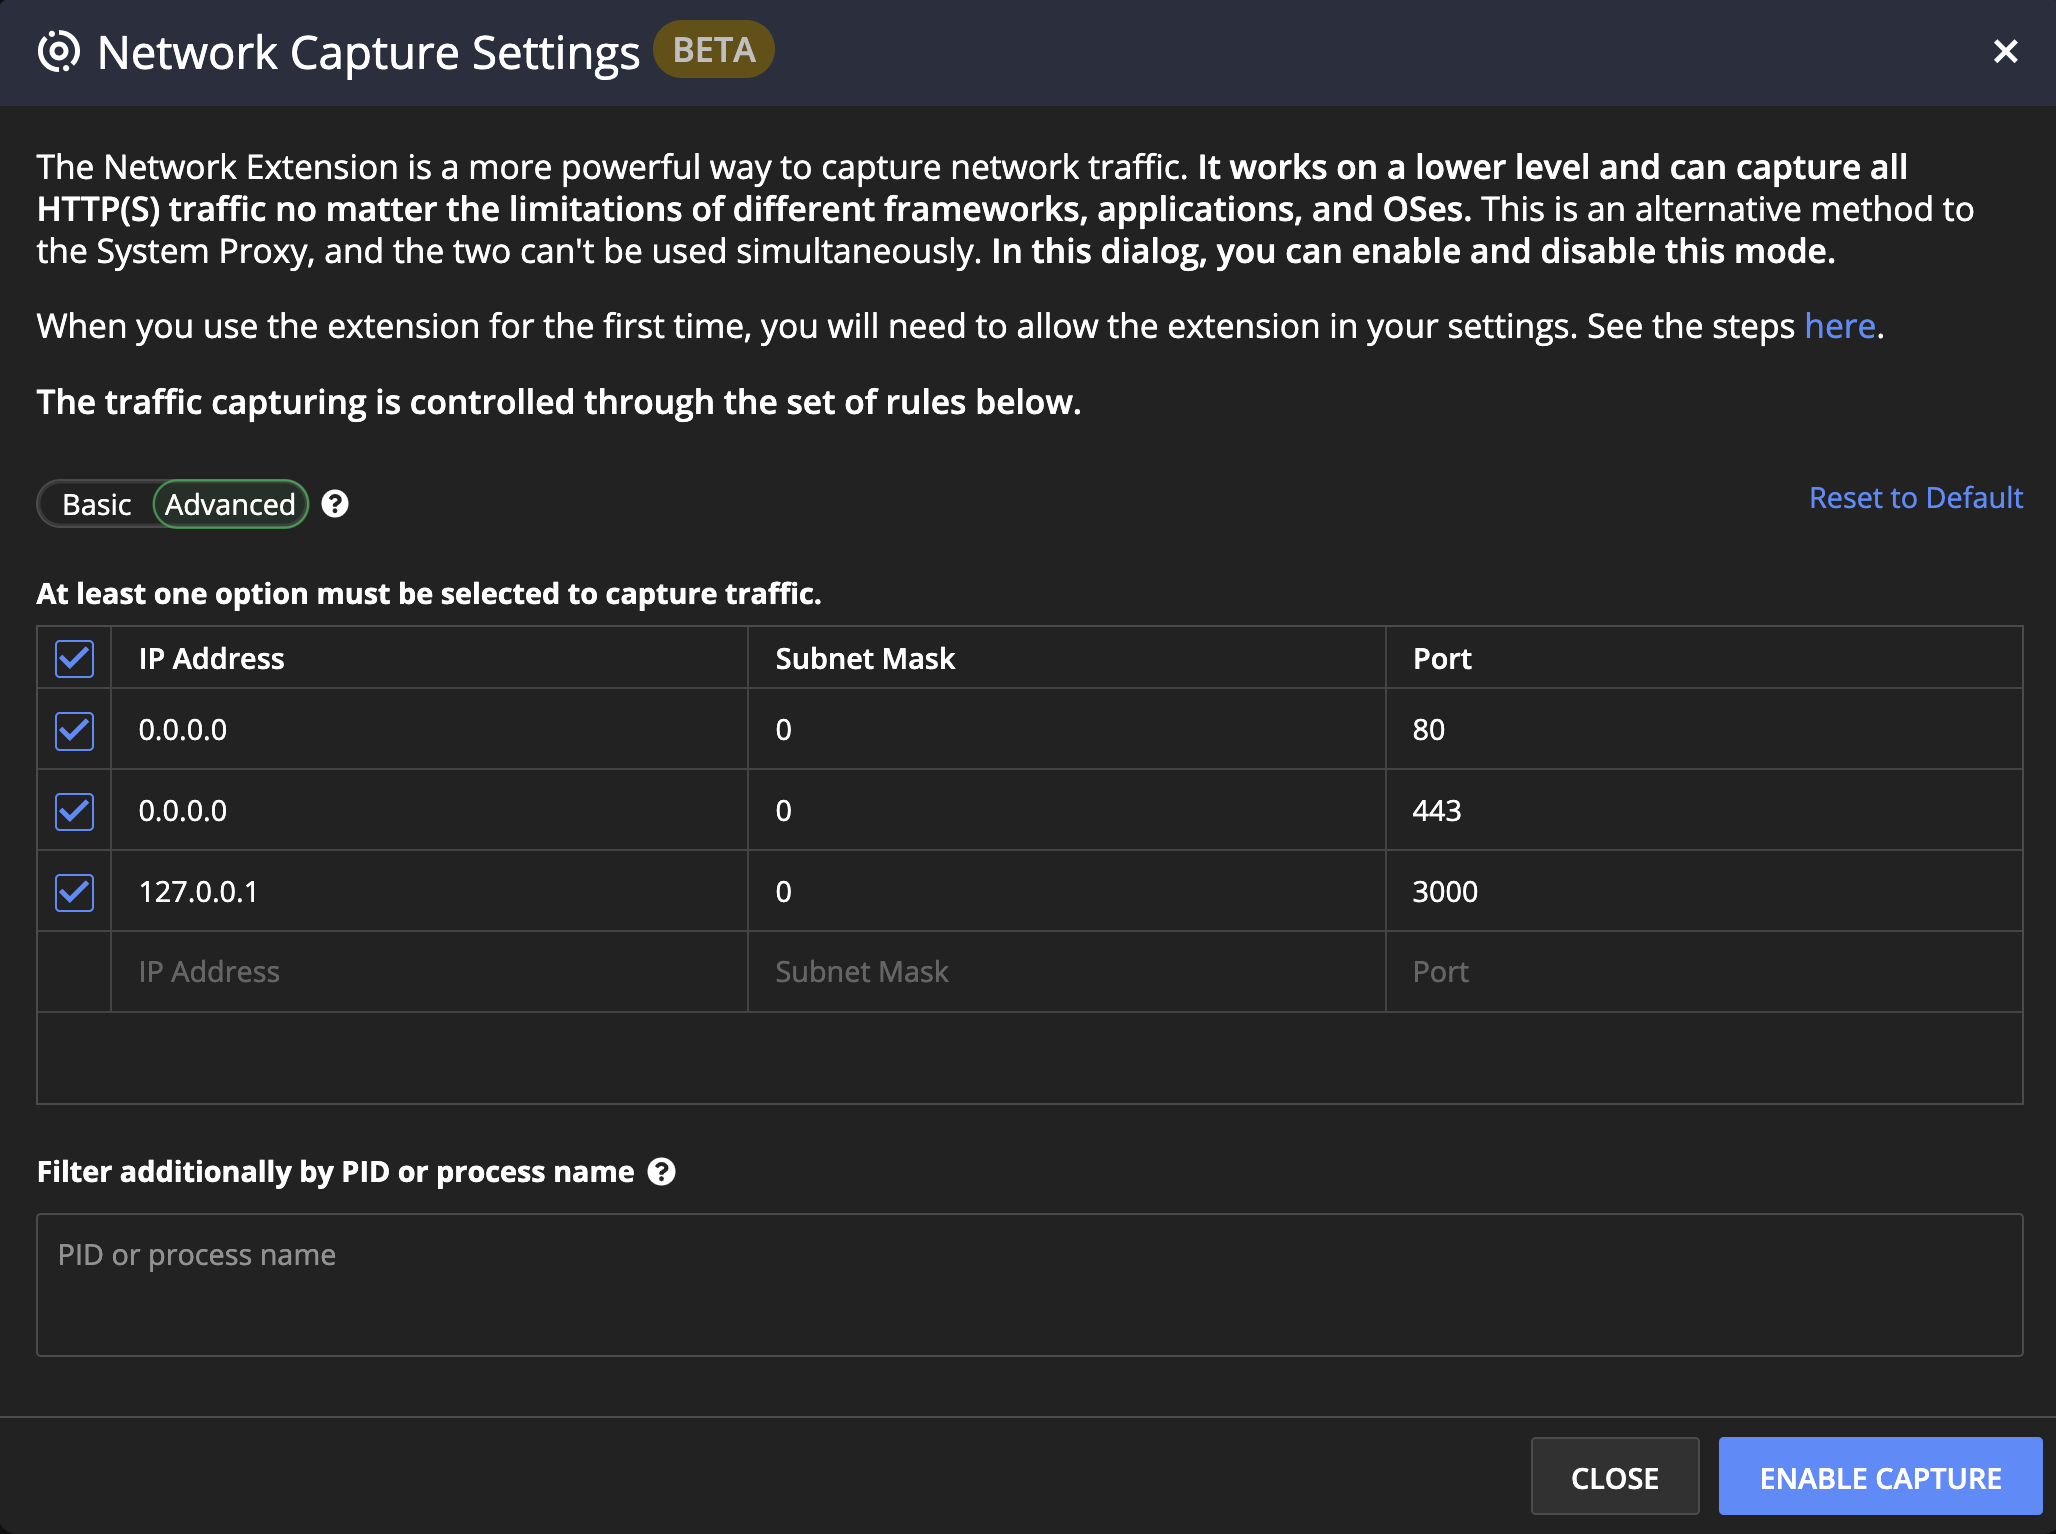 Network Capture Settings BETA
The Network Extension is a more powerful way to capture network traffic. It works on a lower level and can capture all
HTTP(S) traffic no matter the limitations of different frameworks, applications, and OSes. This is an alternative method to
the System Proxy, and the two can't be used simultaneously. In this dialog, you can enable and disable this mode.
When you use the extension for the first time, you will need to allow the extension in your settings. See the steps here.
The traffic capturing is controlled through the set of rules below.
Basic Advanced Reset to Default
At least one option must be selected to capture traffic.
IP Address Subnet Mask Port
0.0.0.0 0 80
0.0.0.0 0 443
127.0.0.1 0 3000
IP Address Subnet Mask Port
Filter additionally by PID or process name
PID or process name
CLOSE ENABLE CAPTURE